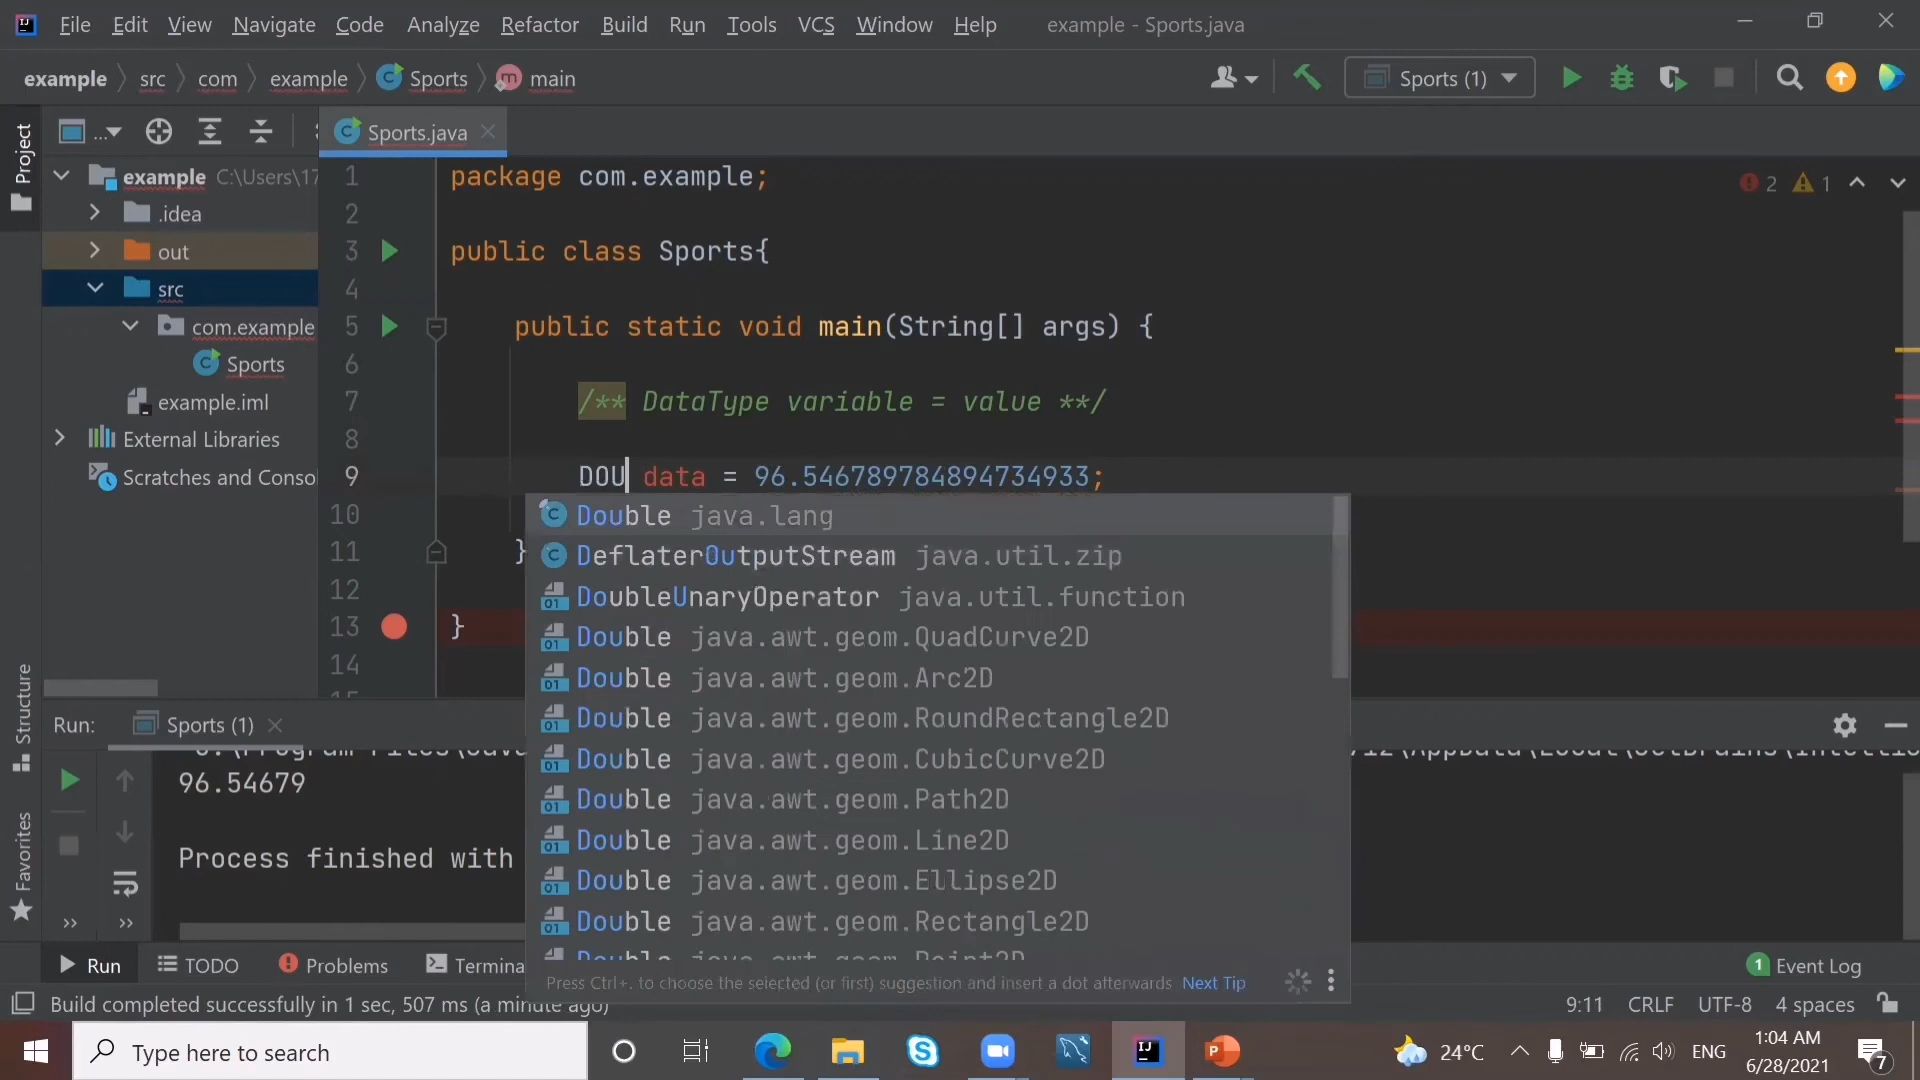 File Edit View Navigate Code Analyze Refactor Build Run Tools VCS Window Help example - Sports.java
example src com example Sports main Sports (1)
Project ... Sports.java
example C:\Users\17
.idea
out
src
com.example
Sports
example.iml
External Libraries
Scratches and Conso
1 package com.example;
2
3 public class Sports{
4
5 public static void main(String[] args) {
6
7 /** DataType variable = value **/
8
9 DOU data = 96.546789784894734933;
10
11 }
12
13 }
14
2 1
Double java.lang
DeflaterOutputStream java.util.zip
DoubleUnaryOperator java.util.function
Double java.awt.geom.QuadCurve2D
Double java.awt.geom.Arc2D
Double java.awt.geom.RoundRectangle2D
Double java.awt.geom.CubicCurve2D
Double java.awt.geom.Path2D
Double java.awt.geom.Line2D
Double java.awt.geom.Ellipse2D
Double java.awt.geom.Rectangle2D
Double java.awt.geom.Point2D
Press Ctrl+. to choose the selected (or first) suggestion and insert a dot afterwards Next Tip
Structure
Favorites
Run: Sports (1)
96.54679
Process finished with
Run TODO Problems Termina 1 Event Log
Build completed successfully in 1 sec, 507 ms (a minute ago) 9:11 CRLF UTF-8 4 spaces
Type here to search 24°C ENG 1:04 AM
6/28/2021 7